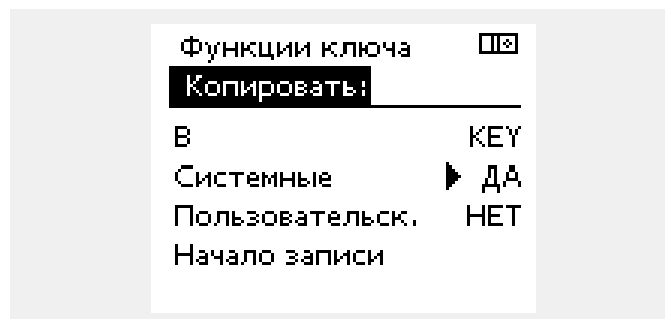 Функции ключа
Копировать:
В KEY
Системные ДА
Пользовательск. НЕТ
Начало записи